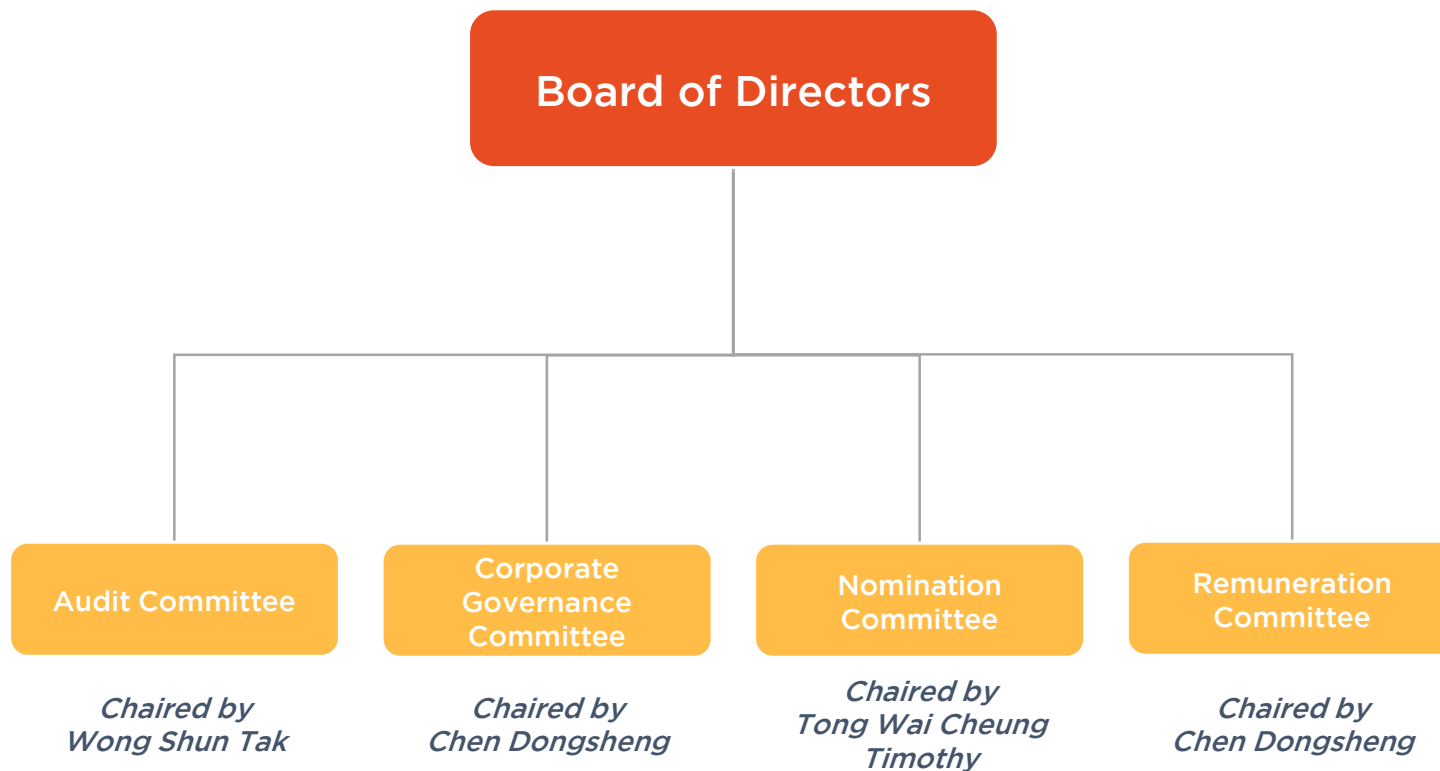 Board of Directors
Audit Committee
Corporate
Governance
Committee
Nomination
Committee
Remuneration
Committee
Chaired by
Wong Shun Tak
Chaired by
Chen Dongsheng
Chaired by
Tong Wai Cheung
Timothy
Chaired by
Chen Dongsheng